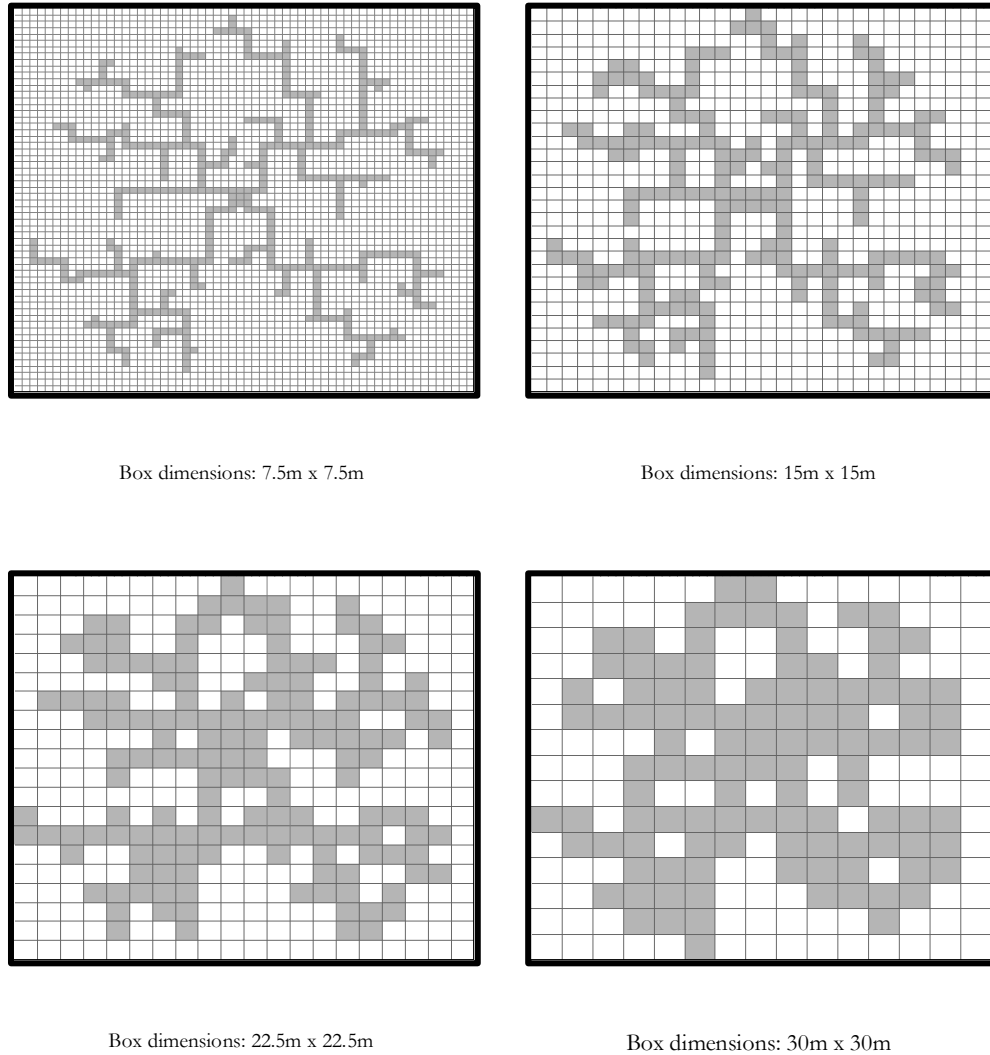 Box dimensions: 7.5m x 7.5m
Box dimensions: 15m x 15m
Box dimensions: 22.5m x 22.5m
Box dimensions: 30m x 30m